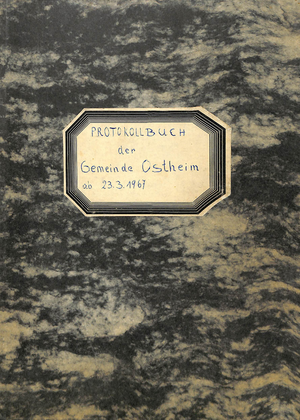 PROTOKOLLBUCH
der
Gemeinde Ostheim
ab 23.3.1967